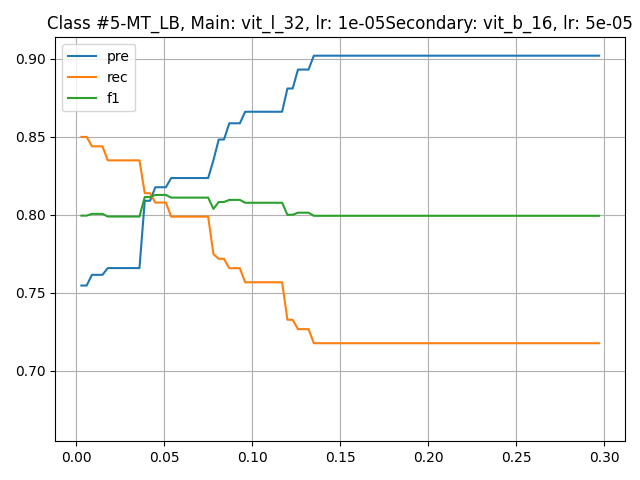 Class #5-MT_LB, Main: vit_l_32, lr: 1e-05Secondary: vit_b_16, lr: 5e-05
pre
rec
f1
0.90
0.85
0.80
0.75
0.70
0.00 0.05 0.10 0.15 0.20 0.25 0.30